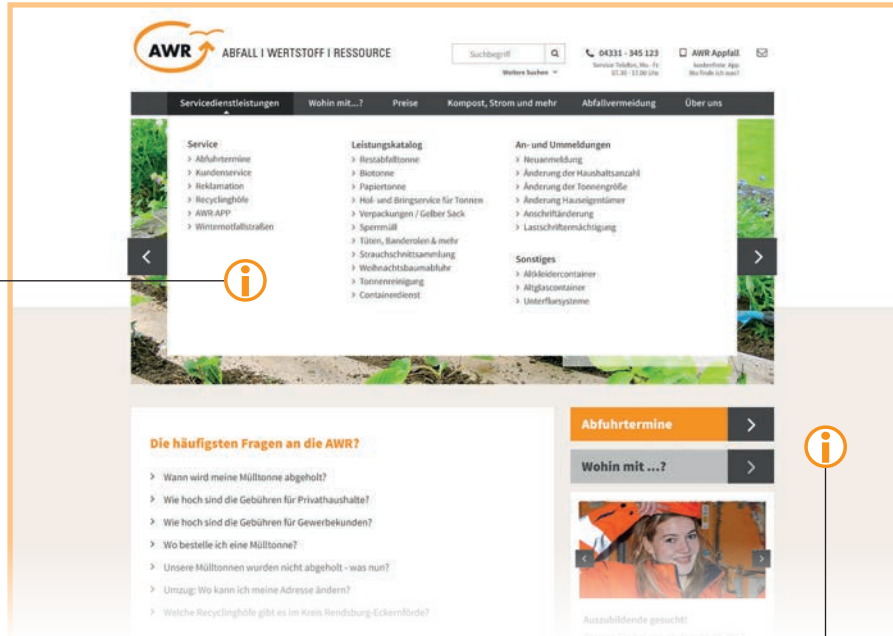 AWR ABFALL I WERTSTOFF I RESSOURCE
Suchbegriff
Weitere Suchen
04331 - 345 123
Service Telefon, Mo - Fr
07.30 - 17.00 Uhr
AWR Appfall
kostenfreie App
Wo finde ich was?
Servicedienstleistungen Wohin mit...? Preise Kompost, Strom und mehr Abfallvermeidung Über uns
Service
> Abfuhrtermine
> Kundenservice
> Reklamation
> Recyclinghöfe
> AWR-APP
> Winternotfallstraßen
Leistungskatalog
> Restabfalltonne
> Biotonne
> Papiertonne
> Hol- und Bringservice für Tonnen
> Verpackungen / Gelber Sack
> Sperrmüll
> Tüten, Banderolen & mehr
> Strauchschnittsammlung
> Weihnachtsbaumabfuhr
> Tonnenreinigung
> Containerdienst
An- und Ummeldungen
> Neuanmeldung
> Änderung der Haushaltsanzahl
> Änderung der Tonnengröße
> Änderung Hauseigentümer
> Anschriftänderung
> Lastschriftermächtigung
Sonstiges
> Altkleidercontainer
> Altglascontainer
> Unterflursysteme
Die häufigsten Fragen an die AWR?
> Wann wird meine Mülltonne abgeholt?
> Wie hoch sind die Gebühren für Privathaushalte?
> Wie hoch sind die Gebühren für Gewerbekunden?
> Wo bestelle ich eine Mülltonne?
> Unsere Mülltonnen wurden nicht abgeholt - was nun?
> Umzug: Wo kann ich meine Adresse ändern?
> Welche Recyclinghöfe gibt es im Kreis Rendsburg-Eckernförde?
Abfuhrtermine
Wohin mit ...?
Auszubildende gesucht!